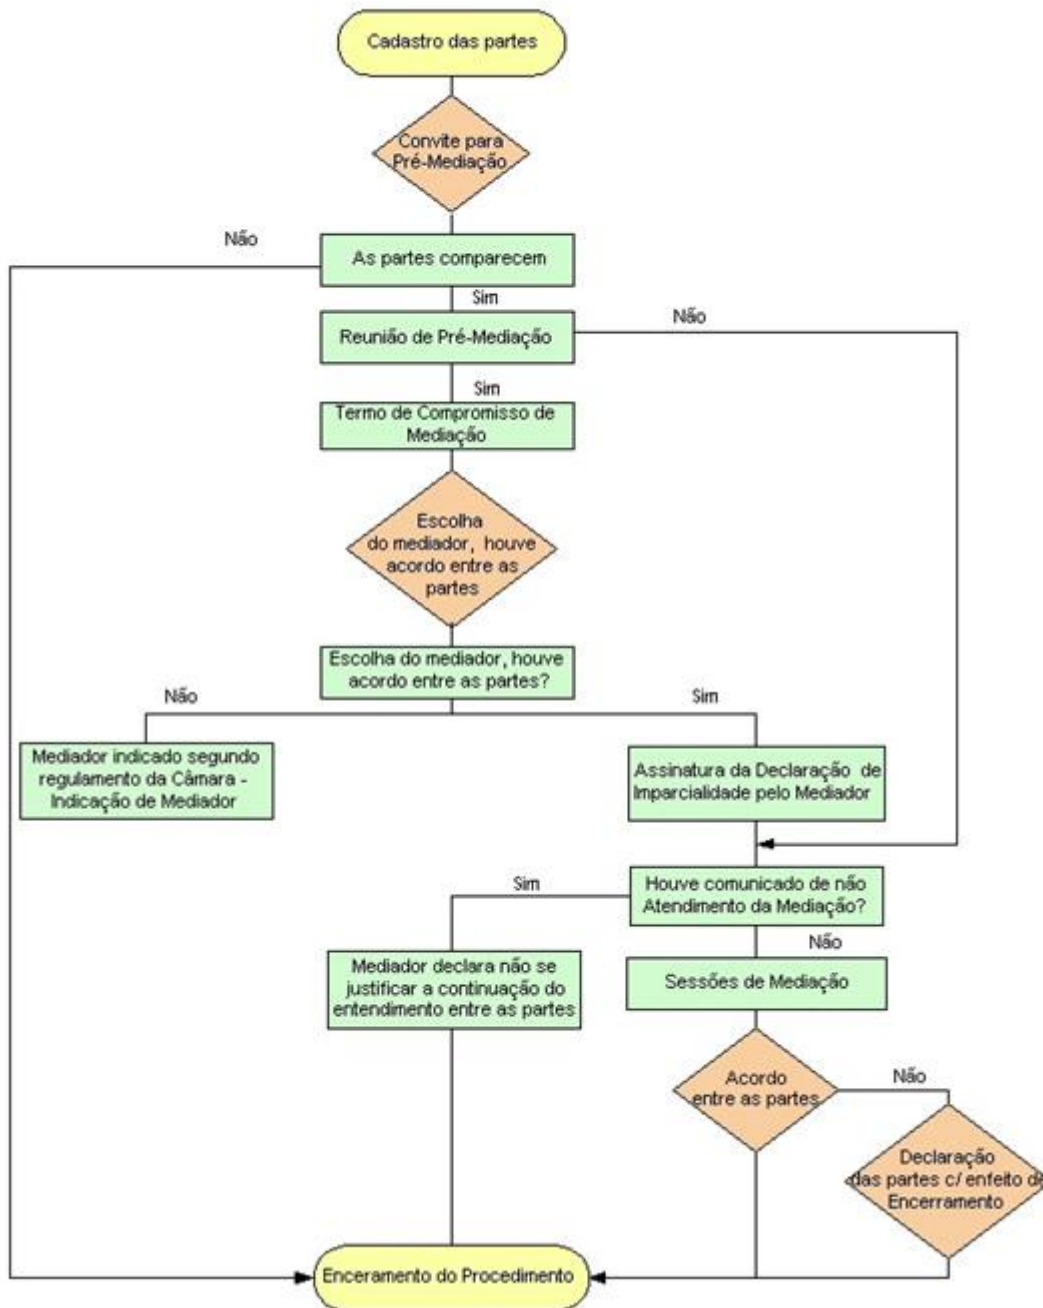 Cadastro das partes
Convite para
Pré-Mediação
Não
As partes comparecem
Sim
Não
Reunião de Pré-Mediação
Sim
Termo de Compromisso de
Mediação
Escolha
do mediador, houve
acordo entre as
partes
Escolha do mediador, houve
acordo entre as partes?
Não
Sim
Mediador indicado segundo
regulamento da Câmara -
Indicação de Mediador
Assinatura da Declaração de
Imparcialidade pelo Mediador
Sim
Houve comunicado de não
Atendimento da Mediação?
Não
Mediador declara não se
justificar a continuação do
entendimento entre as partes
Sessões de Mediação
Acordo
entre as partes
Não
Declaração
das partes c/ enfeito de
Encerramento
Enceramento do Procedimento